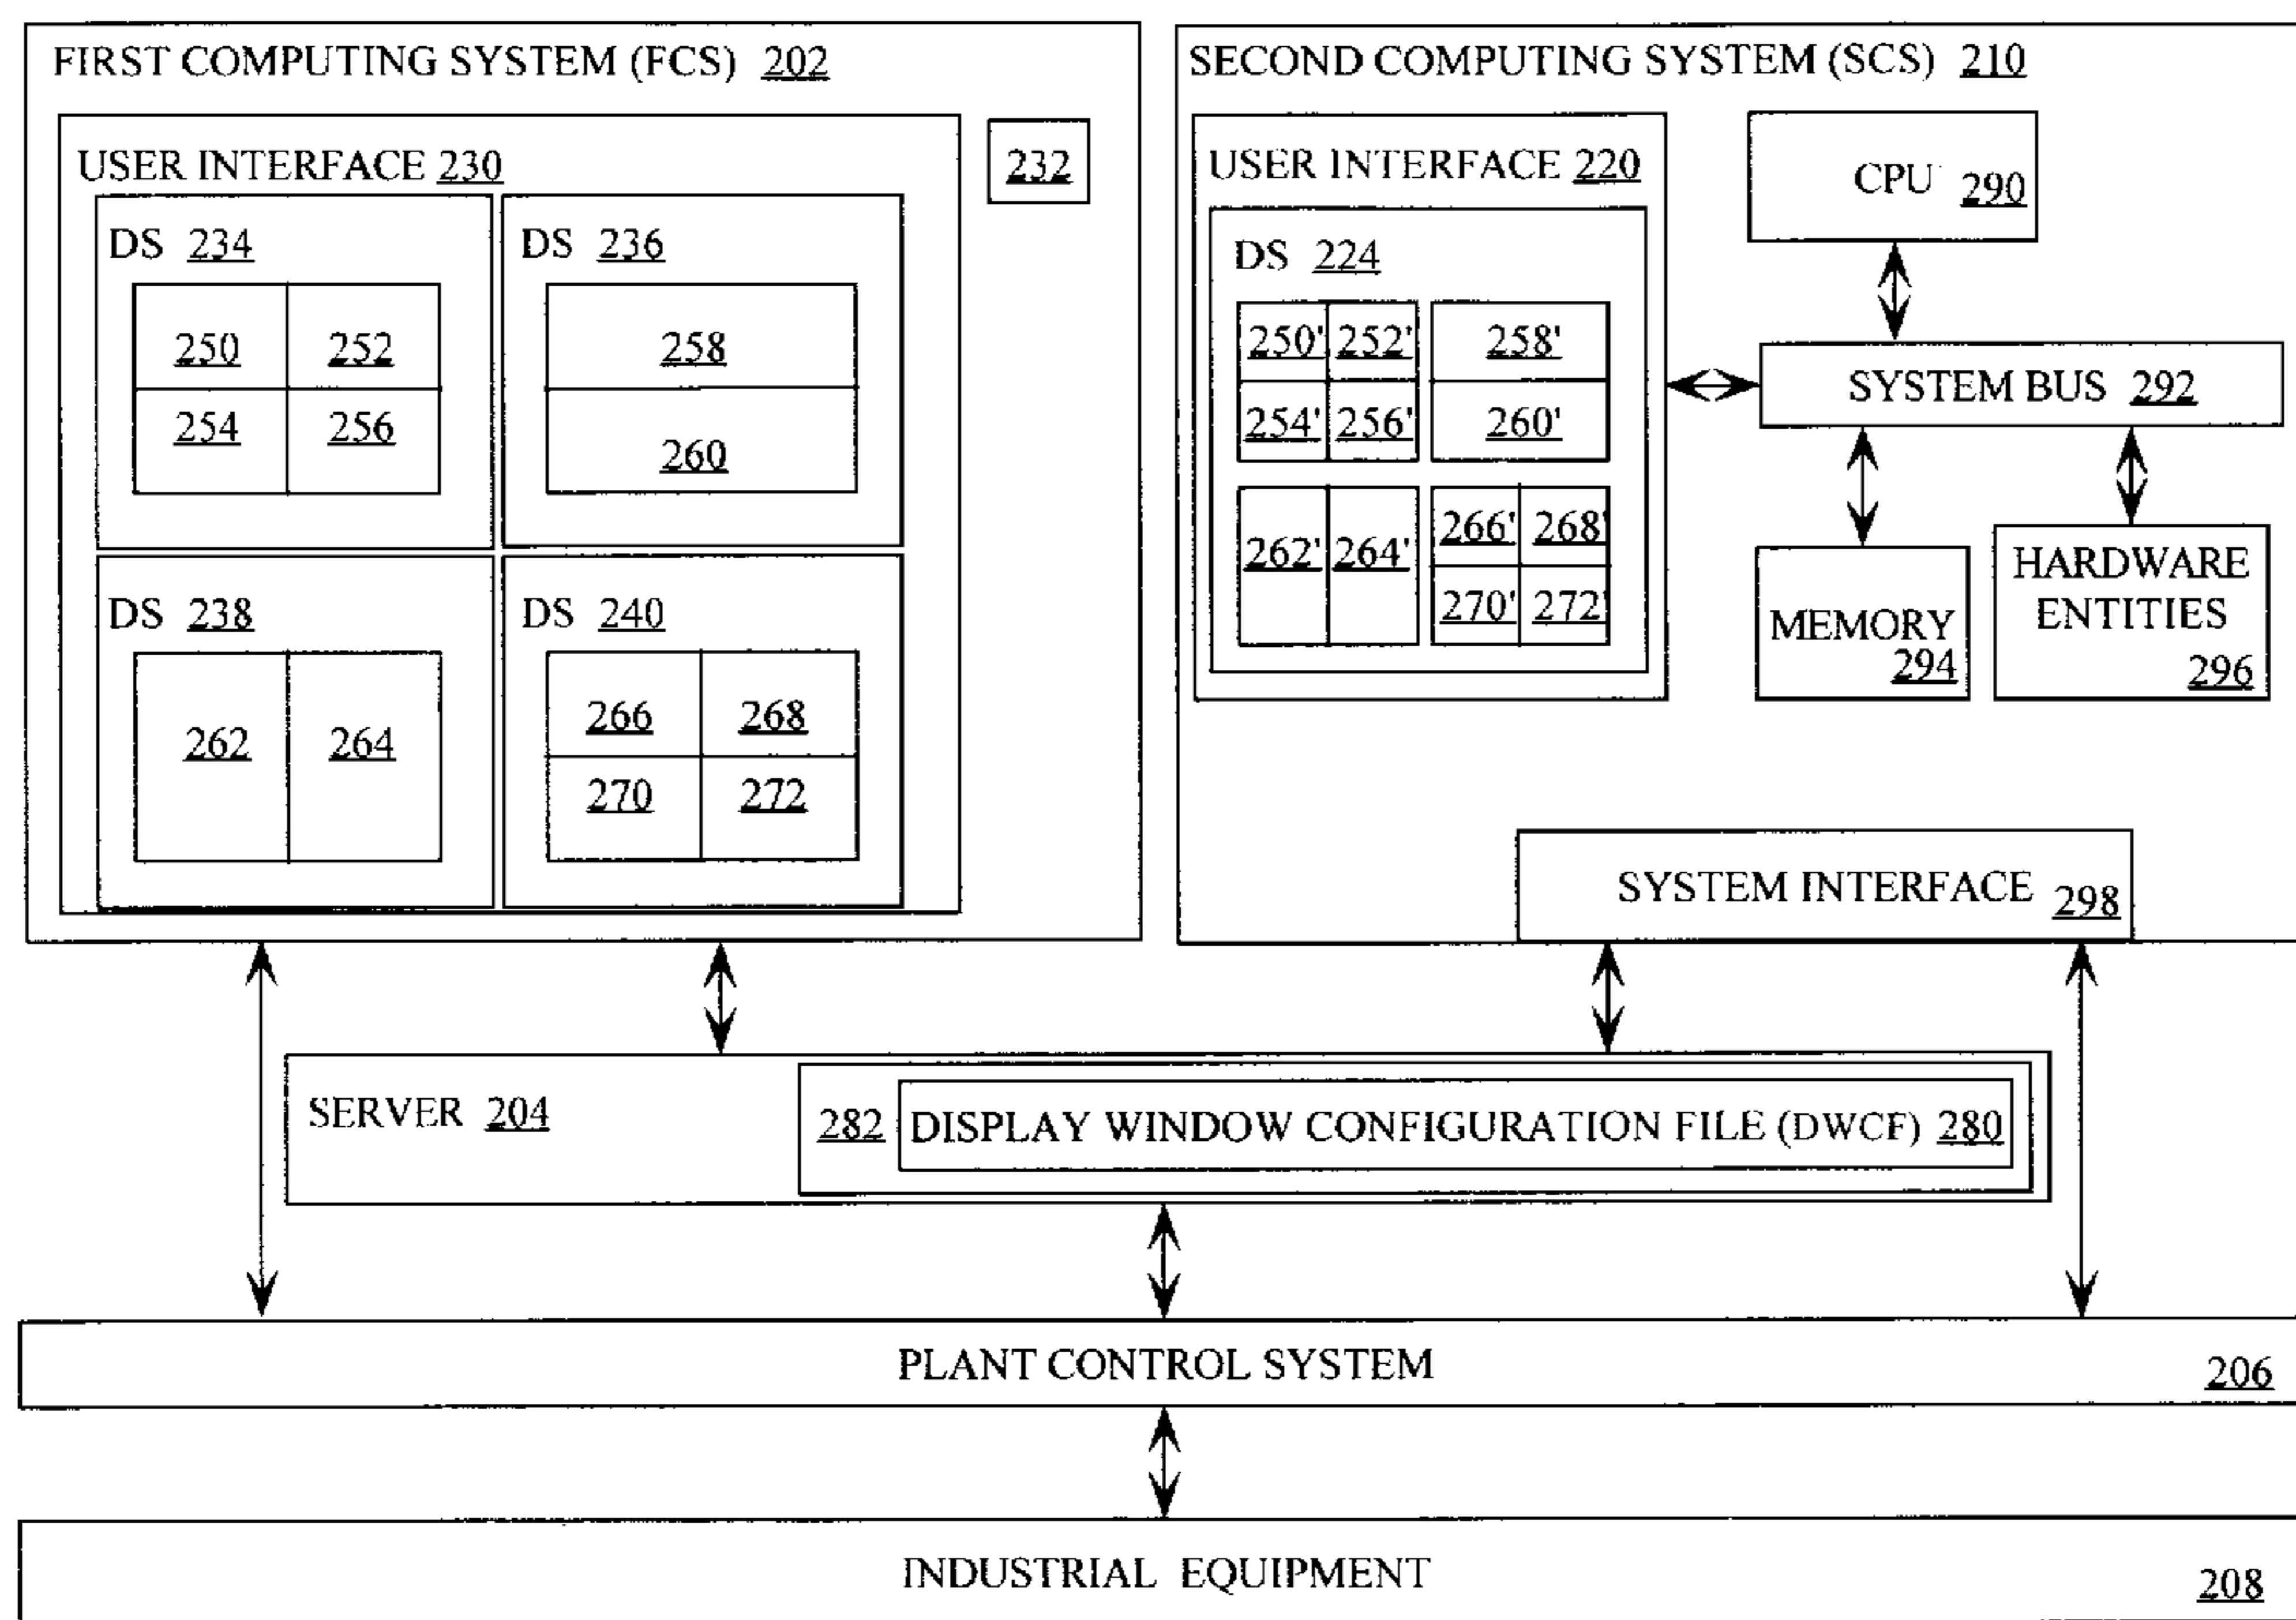 FIRST COMPUTING SYSTEM (FCS) 202
USER INTERFACE 230
232
DS 234
250 252
254 256
DS 236
258
260
DS 238
262 264
DS 240
266 268
270 272
SECOND COMPUTING SYSTEM (SCS) 210
USER INTERFACE 220
DS 224
250' 252'
254' 256'
258'
260'
262' 264'
266' 268'
270' 272'
CPU 290
SYSTEM BUS 292
MEMORY
294
HARDWARE
ENTITIES
296
SYSTEM INTERFACE 298
SERVER 204
282 DISPLAY WINDOW CONFIGURATION FILE (DWCF) 280
PLANT CONTROL SYSTEM 206
INDUSTRIAL EQUIPMENT 208